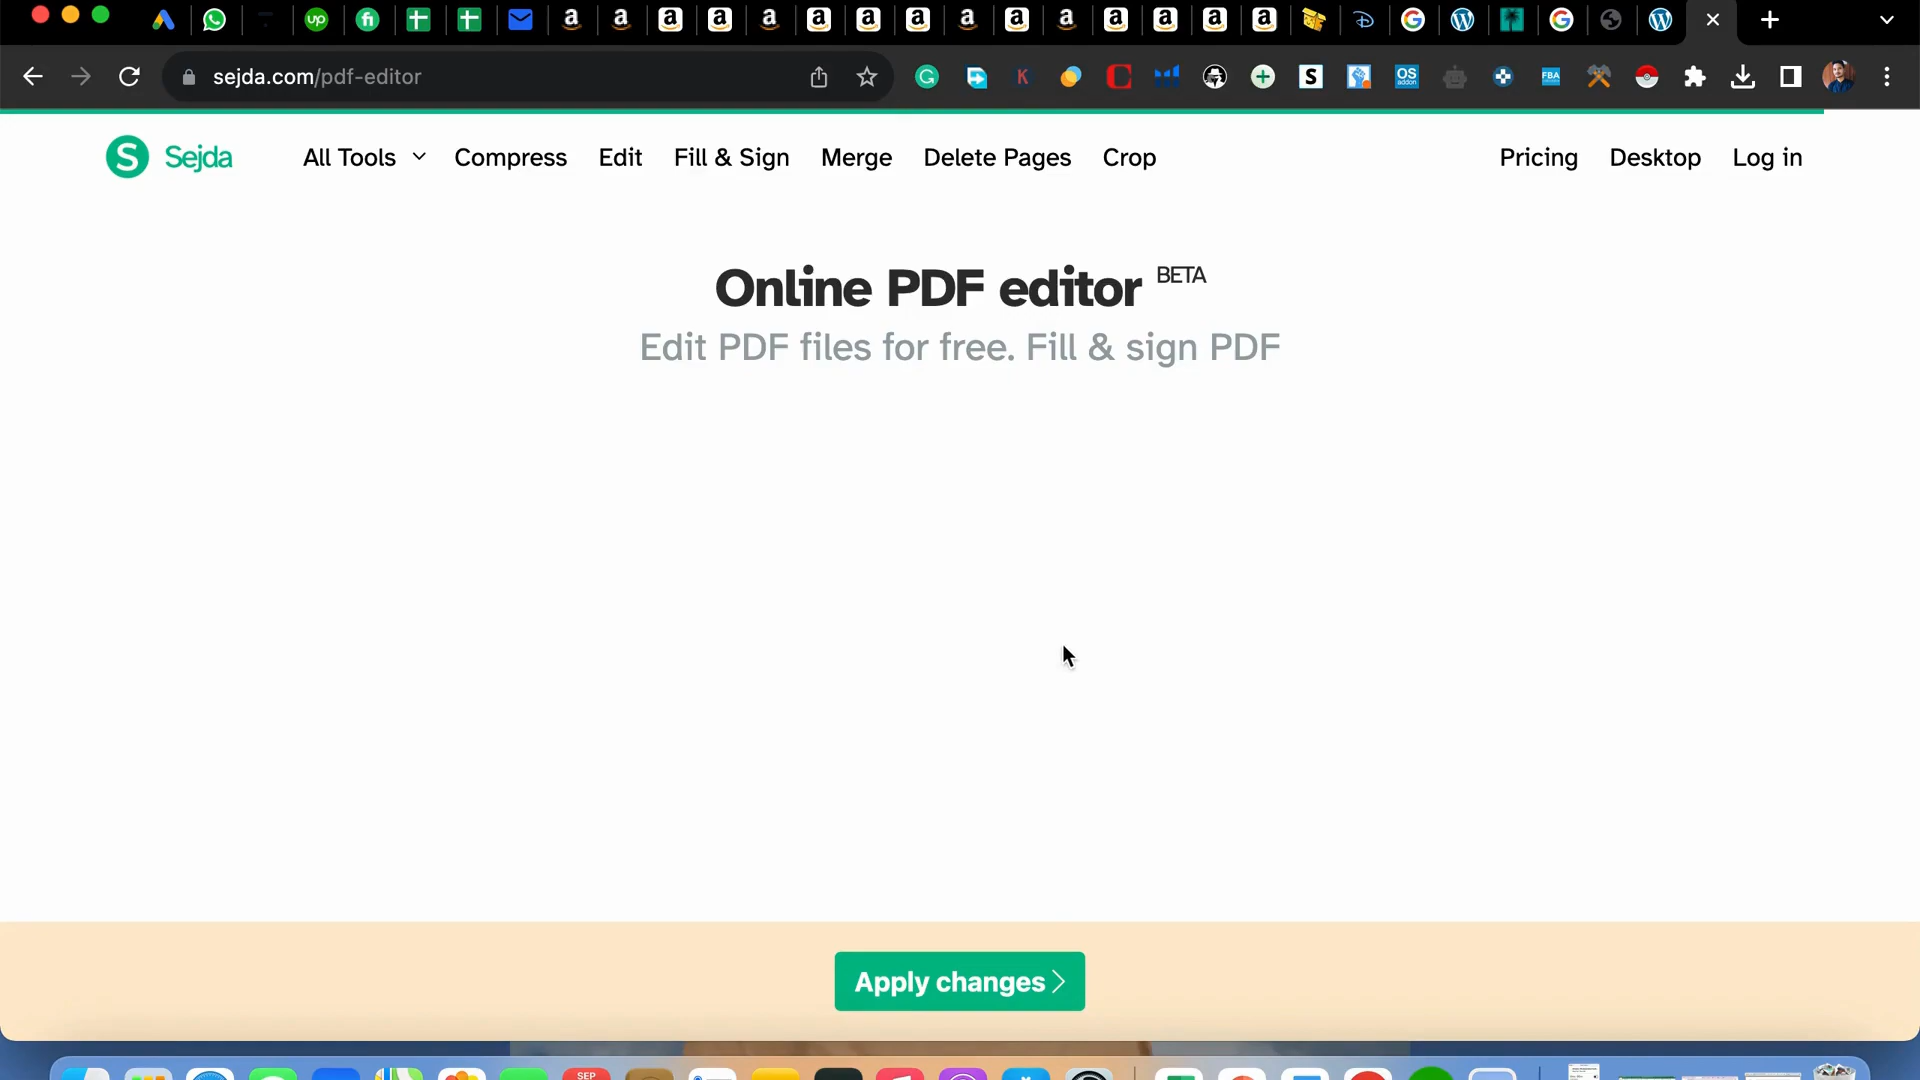 sejda.com/pdf-editor
Sejda
All Tools Compress Edit Fill & Sign Merge Delete Pages Crop Pricing Desktop Log in
Online PDF editor BETA
Edit PDF files for free. Fill & sign PDF
Apply changes
SEP